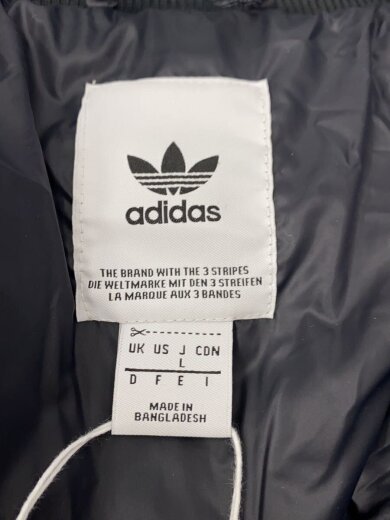 adidas
THE BRAND WITH THE 3 STRIPES
DIE WELTMARKE MIT DEN 3 STREIFEN
LA MARQUE AUX 3 BANDES
UK US J CDN
L
D F E I
MADE IN
BANGLADESH